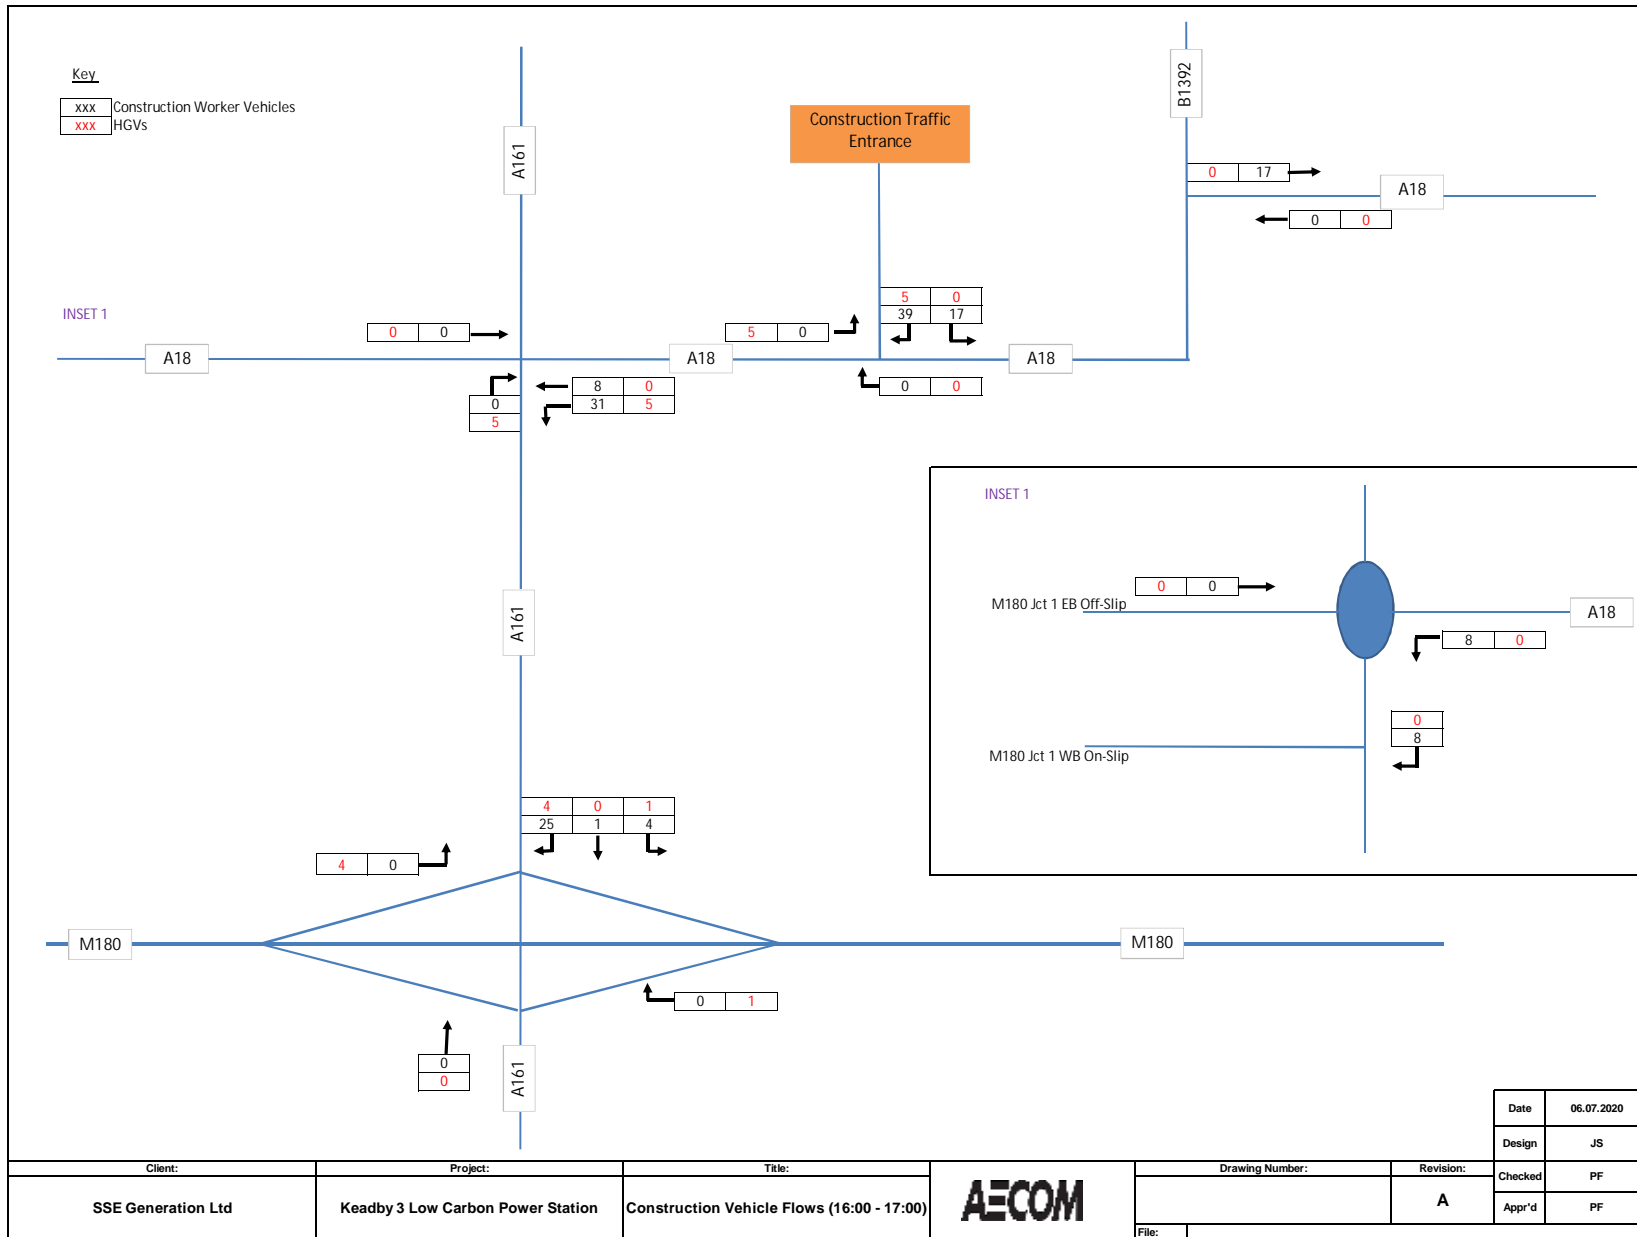 Key
xxx Construction Worker Vehicles
xxx HGVs
A161
Construction Traffic
Entrance
B1392
0 17
A18
0 0
INSET 1
5 0
39 17
0 0
5 0
A18
A18
A18
8 0
31 5
0
5
0 0
INSET 1
M180 Jct 1 EB Off-Slip
0 0
A18
8 0
0
8
M180 Jct 1 WB On-Slip
A161
4 0 1
25 1 4
4 0
M180
M180
0 1
0
0
A161
Date 06.07.2020
Design JS
Checked PF
Appr'd PF
Client:
SSE Generation Ltd
Project:
Keadby 3 Low Carbon Power Station
Title:
Construction Vehicle Flows (16:00 - 17:00)
AECOM
Drawing Number:
Revision:
A
File: